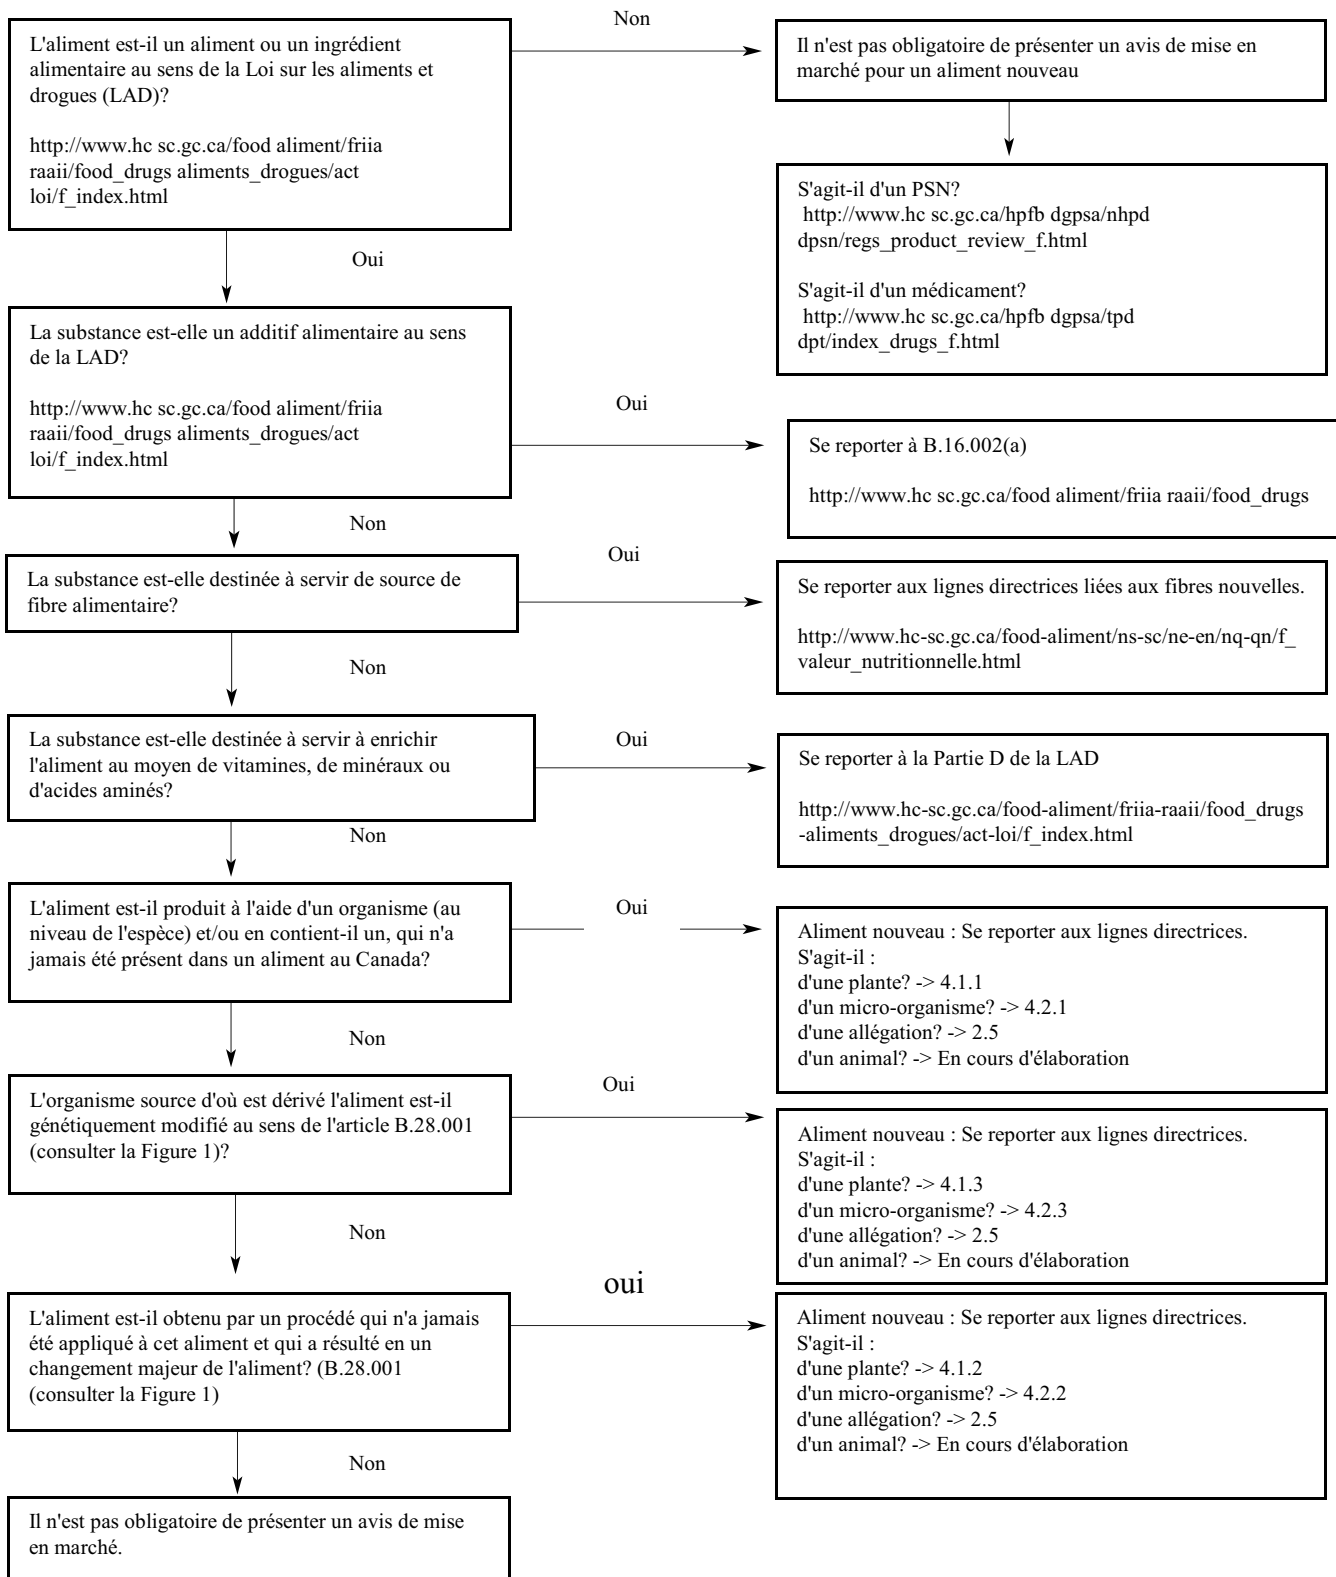 Non
L'aliment est-il un aliment ou un ingrédient
alimentaire au sens de la Loi sur les aliments et
drogues (LAD)?
http://www.hc sc.gc.ca/food aliment/friia
raaii/food_drugs aliments_drogues/act
loi/f_index.html
Il n'est pas obligatoire de présenter un avis de mise en
marché pour un aliment nouveau
S'agit-il d'un PSN?
http://www.hc sc.gc.ca/hpfb dgpsa/nhpd
dpsn/regs_product_review_f.html
S'agit-il d'un médicament?
http://www.hc sc.gc.ca/hpfb dgpsa/tpd
dpt/index_drugs_f.html
Oui
La substance est-elle un additif alimentaire au sens
de la LAD?
http://www.hc sc.gc.ca/food aliment/friia
raaii/food_drugs aliments_drogues/act
loi/f_index.html
Oui
Se reporter à B.16.002(a)
http://www.hc sc.gc.ca/food aliment/friia raaii/food_drugs
Non
La substance est-elle destinée à servir de source de
fibre alimentaire?
Oui
Se reporter aux lignes directrices liées aux fibres nouvelles.
http://www.hc-sc.gc.ca/food-aliment/ns-sc/ne-en/nq-qn/f_
valeur_nutritionnelle.html
Non
La substance est-elle destinée à servir à enrichir
l'aliment au moyen de vitamines, de minéraux ou
d'acides aminés?
Oui
Se reporter à la Partie D de la LAD
http://www.hc-sc.gc.ca/food-aliment/friia-raaii/food_drugs
-aliments_drogues/act-loi/f_index.html
Non
L'aliment est-il produit à l'aide d'un organisme (au
niveau de l'espèce) et/ou en contient-il un, qui n'a
jamais été présent dans un aliment au Canada?
Oui
Aliment nouveau : Se reporter aux lignes directrices.
S'agit-il :
d'une plante? -> 4.1.1
d'un micro-organisme? -> 4.2.1
d'une allégation? -> 2.5
d'un animal? -> En cours d'élaboration
Non
L'organisme source d'où est dérivé l'aliment est-il
génétiquement modifié au sens de l'article B.28.001
(consulter la Figure 1)?
Oui
Aliment nouveau : Se reporter aux lignes directrices.
S'agit-il :
d'une plante? -> 4.1.3
d'un micro-organisme? -> 4.2.3
d'une allégation? -> 2.5
d'un animal? -> En cours d'élaboration
Non
L'aliment est-il obtenu par un procédé qui n'a jamais
été appliqué à cet aliment et qui a résulté en un
changement majeur de l'aliment? (B.28.001
(consulter la Figure 1)
oui
Aliment nouveau : Se reporter aux lignes directrices.
S'agit-il :
d'une plante? -> 4.1.2
d'un micro-organisme? -> 4.2.2
d'une allégation? -> 2.5
d'un animal? -> En cours d'élaboration
Non
Il n'est pas obligatoire de présenter un avis de mise
en marché.